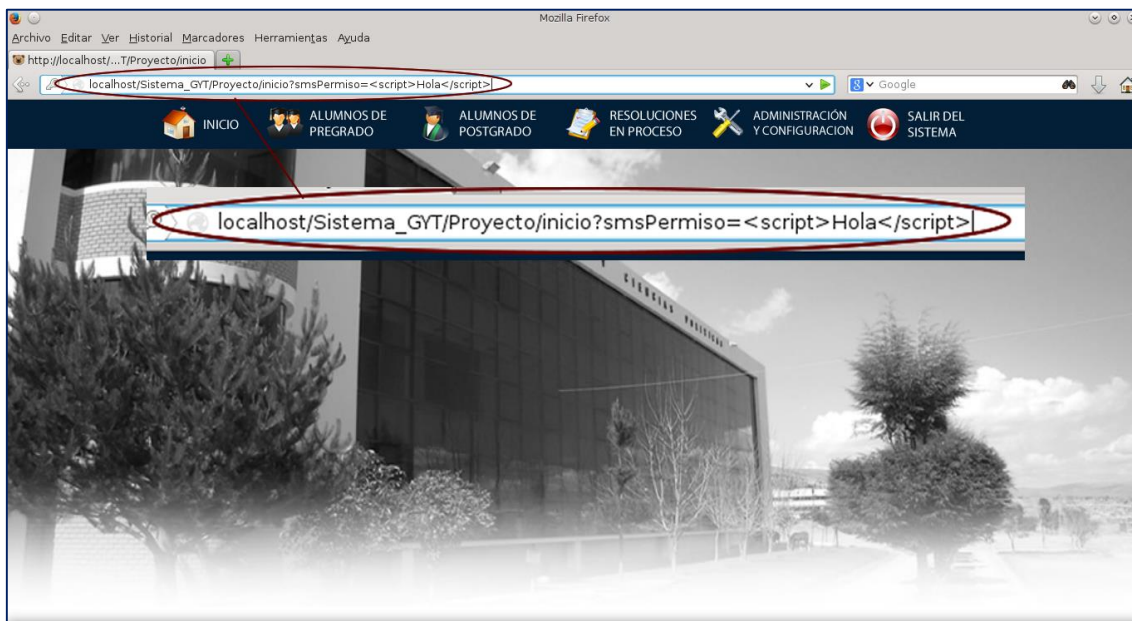 Mozilla Firefox
Archivo Editar Ver Historial Marcadores Herramientas Ayuda
http://localhost/...T/Proyecto/inicio
localhost/Sistema_GYT/Proyecto/inicio?smsPermiso=<script>Hola</script>
Google
INICIO
ALUMNOS DE
PREGRADO
ALUMNOS DE
POSTGRADO
RESOLUCIONES
EN PROCESO
ADMINISTRACIÓN
Y CONFIGURACION
SALIR DEL
SISTEMA
localhost/Sistema_GYT/Proyecto/inicio?smsPermiso=<script>Hola</script>
Y CIENCIAS POLITICAS